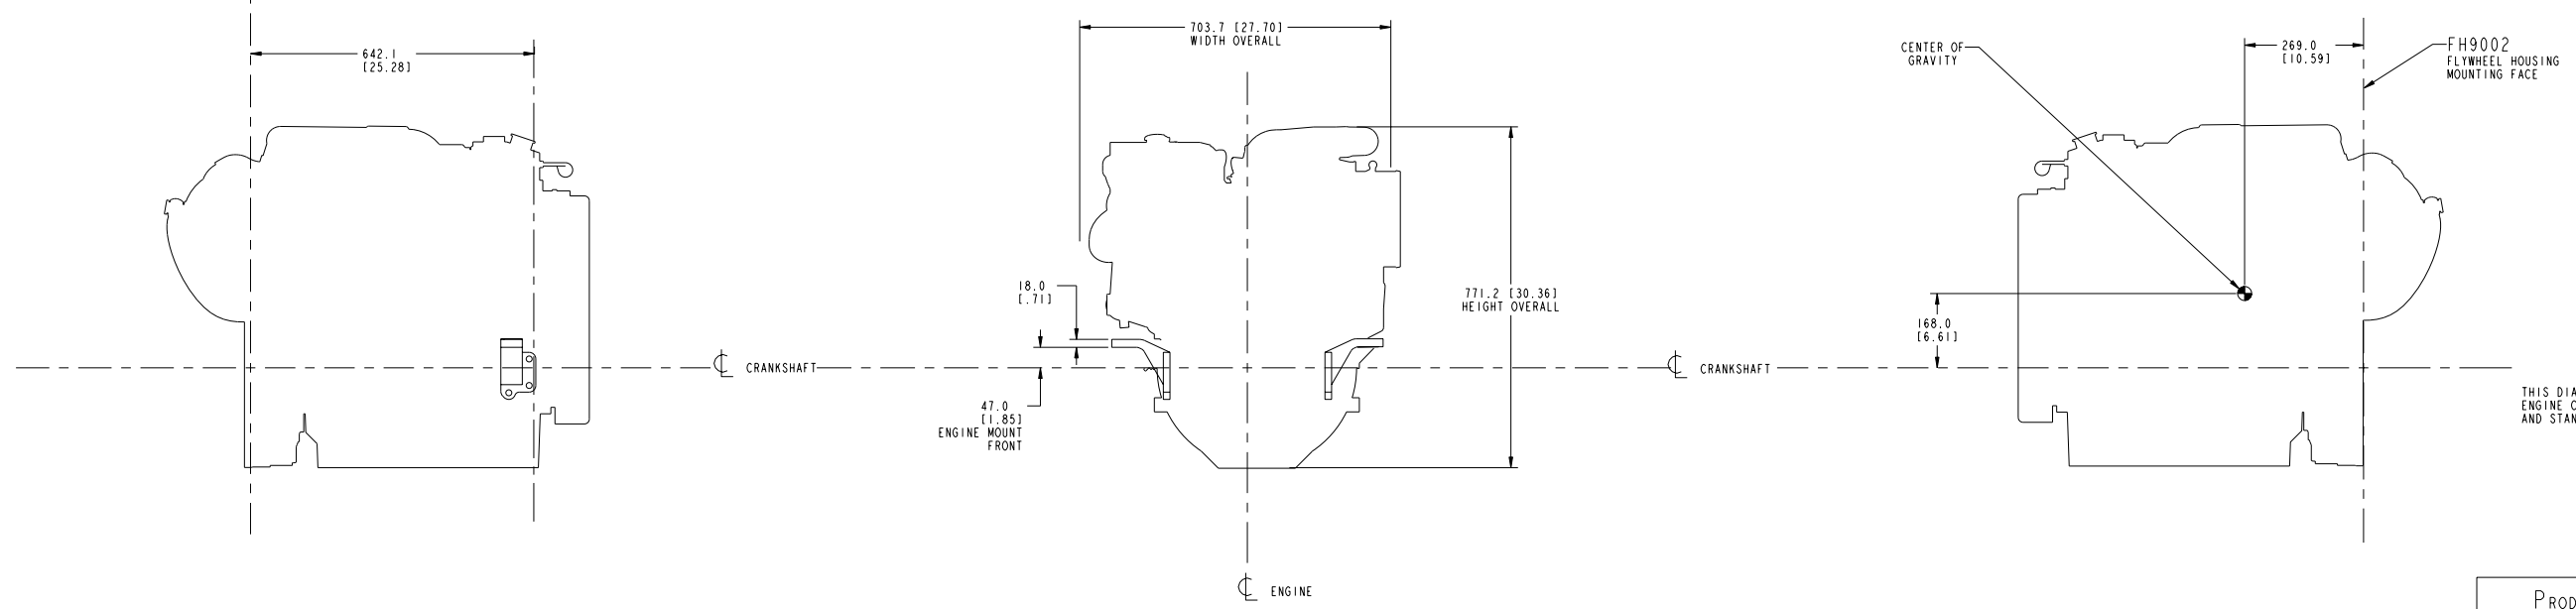 642.1
[25.28]
℄ CRANKSHAFT
703.7 [27.70]
WIDTH OVERALL
18.0
[.71]
771.2 [30.36]
HEIGHT OVERALL
47.0
[1.85]
ENGINE MOUNT
FRONT
℄ ENGINE
℄ CRANKSHAFT
CENTER OF
GRAVITY
269.0
[10.59]
FH9002
FLYWHEEL HOUSING
MOUNTING FACE
168.0
[6.61]
THIS DIA
ENGINE
AND STAN
PROD